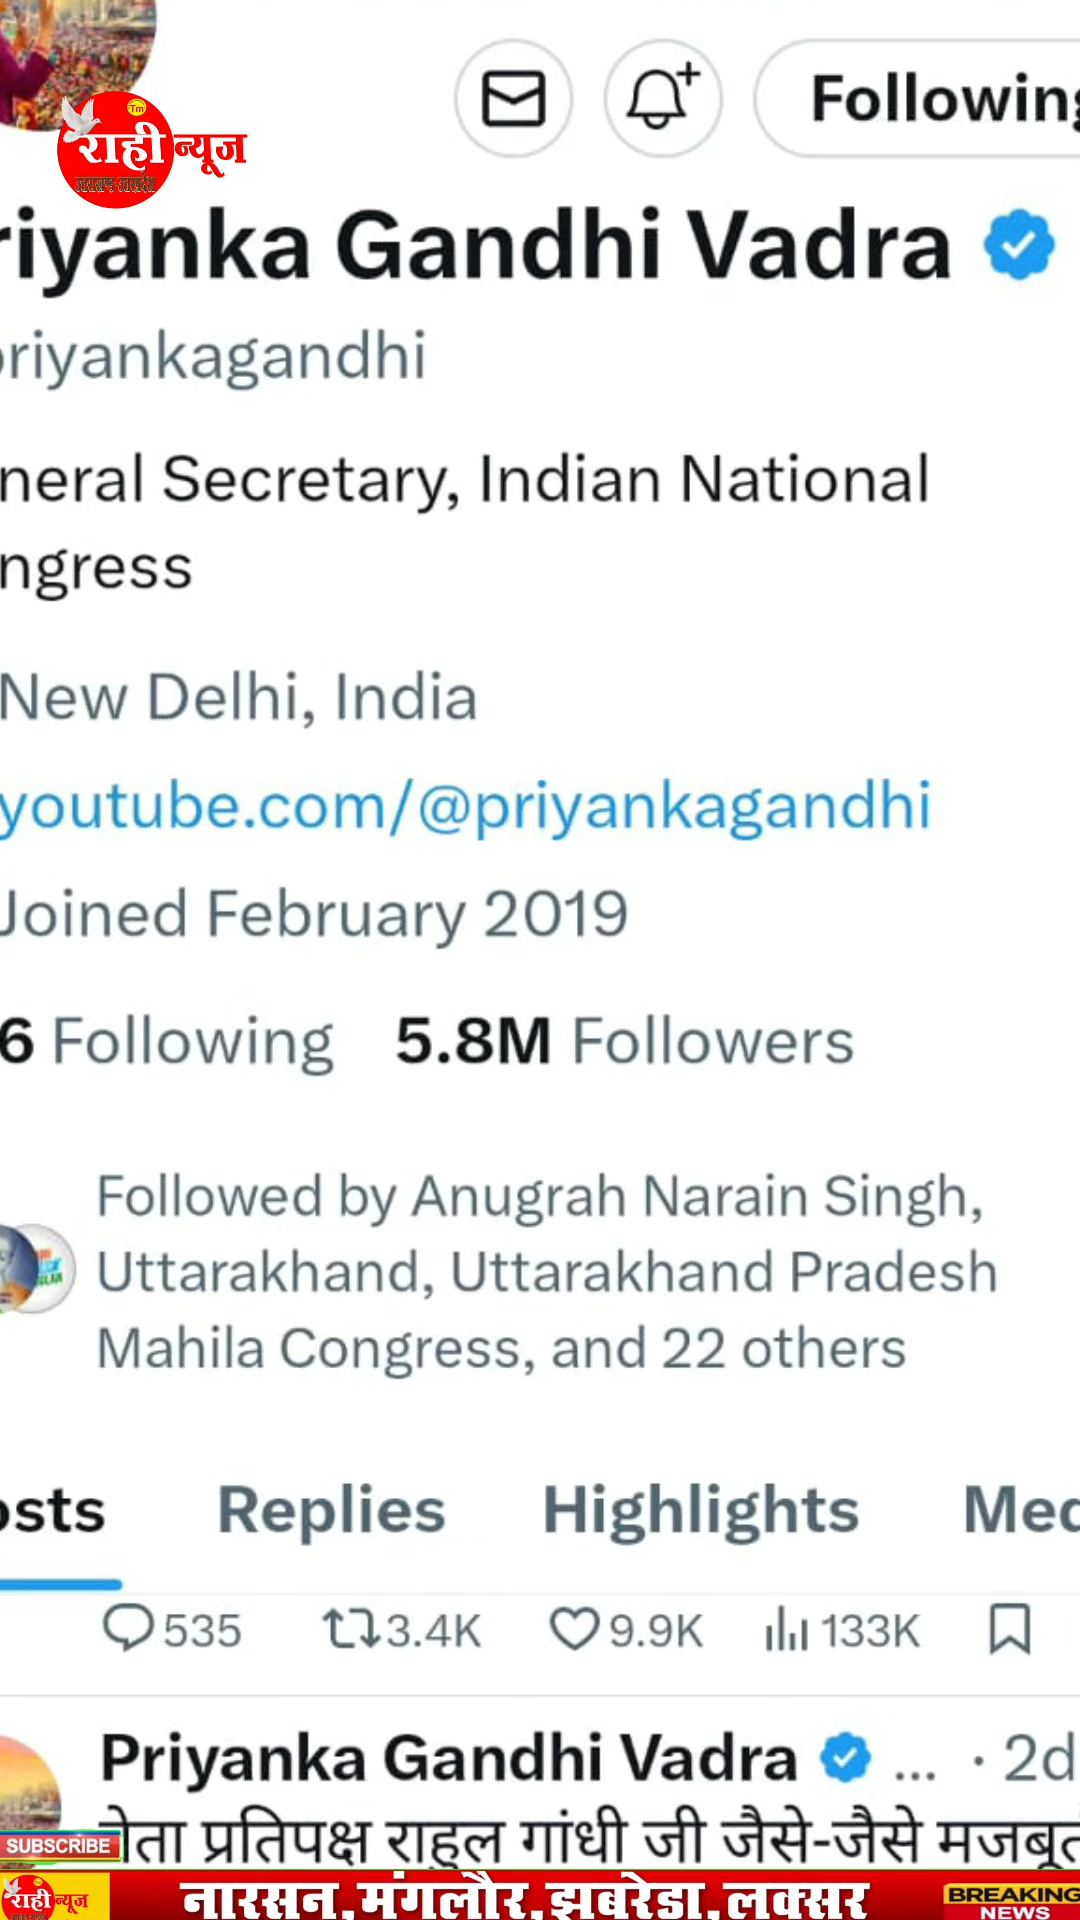 Following
Tm
राही न्यूज
riyanka Gandhi Vadra
priyankagandhi
neral Secretary, Indian National
ngress
New Delhi, India
youtube.com/@priyankagandhi
Joined February 2019
6 Following 5.8M Followers
Followed by Anugrah Narain Singh,
Uttarakhand, Uttarakhand Pradesh
Mahila Congress, and 22 others
osts Replies Highlights Med
535 3.4K 9.9K 133K
Priyanka Gandhi Vadra ... · 2d
नेता प्रतिपक्ष राहुल गांधी जी जैसे-जैसे मजबूत
SUBSCRIBE
राही न्यूज नारसन,मंगलौर,झबरेडा,लक्सर BREAKING
NEWS